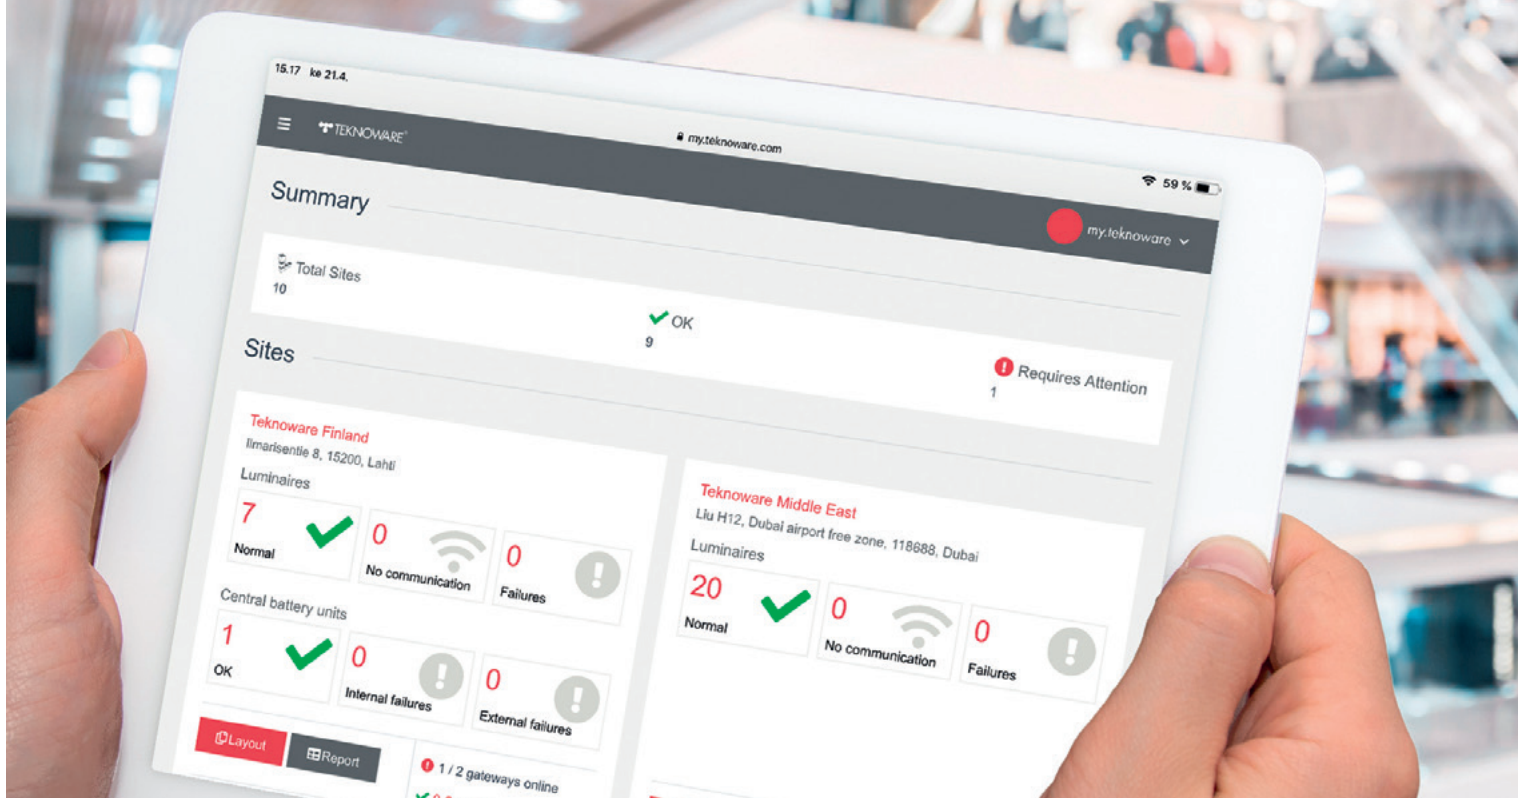 15.17 ke 21.4.
my.teknoware.com
59 %
TEKNOWARE®
my.teknoware
Summary
Total Sites
10
OK
9
Requires Attention
1
Sites
Teknoware Finland
Ilmarisentie 8, 15200, Lahti
Luminaires
7
Normal
0
No communication
0
Failures
Central battery units
1
OK
0
Internal failures
0
External failures
Layout
Report
1 / 2 gateways online
Teknoware Middle East
Liu H12, Dubai airport free zone, 118688, Dubai
Luminaires
20
Normal
0
No communication
0
Failures